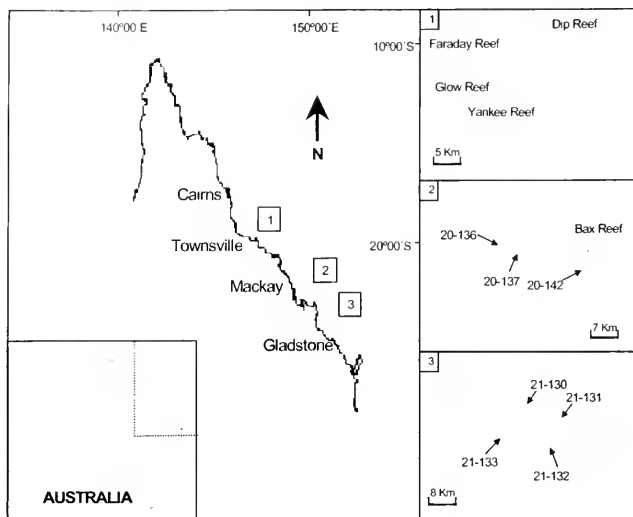 140°00' E
150°00' E
10°00' S
20°00' S
N
Cairns
Townsville
Mackay
Gladstone
1
2
3
AUSTRALIA
1
Dip Reef
Faraday Reef
Glow Reef
Yankee Reef
5 Km
2
20-136
Bax Reef
20-137
20-142
7 Km
3
21-130
21-131
21-133
21-132
8 Km